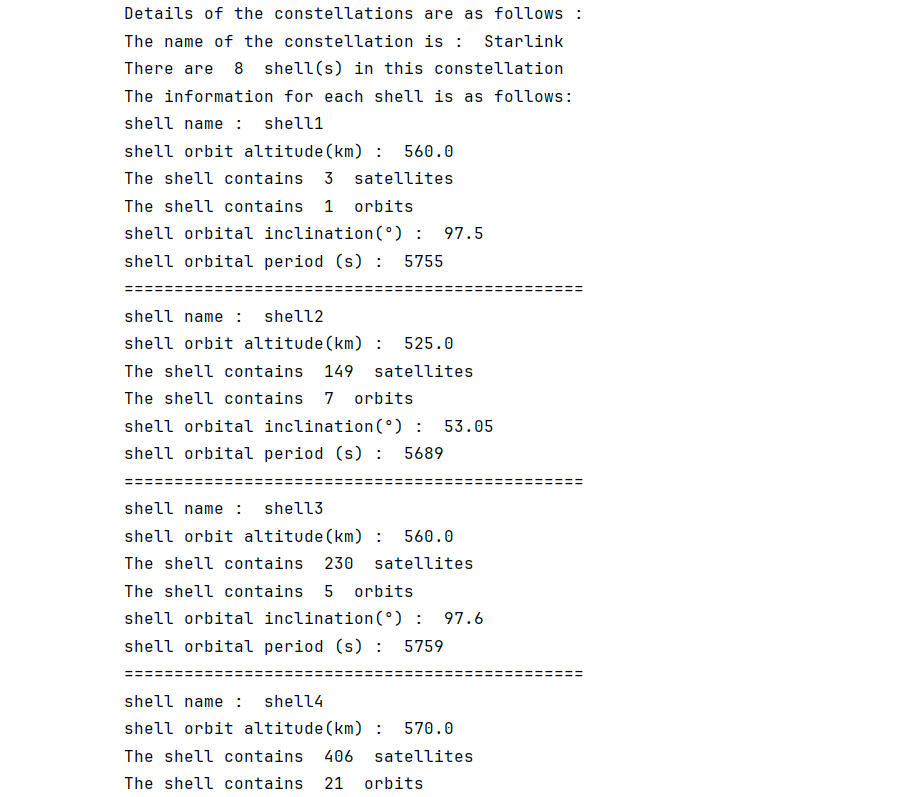 Details of the constellations are as follows :
The name of the constellation is :  Starlink
There are  8  shell(s) in this constellation
The information for each shell is as follows:
shell name :  shell1
shell orbit altitude(km) :  560.0
The shell contains  3  satellites
The shell contains  1  orbits
shell orbital inclination(°) :  97.5
shell orbital period (s) :  5755
==============================================
shell name :  shell2
shell orbit altitude(km) :  525.0
The shell contains  149  satellites
The shell contains  7  orbits
shell orbital inclination(°) :  53.05
shell orbital period (s) :  5689
==============================================
shell name :  shell3
shell orbit altitude(km) :  560.0
The shell contains  230  satellites
The shell contains  5  orbits
shell orbital inclination(°) :  97.6
shell orbital period (s) :  5759
==============================================
shell name :  shell4
shell orbit altitude(km) :  570.0
The shell contains  406  satellites
The shell contains  21  orbits